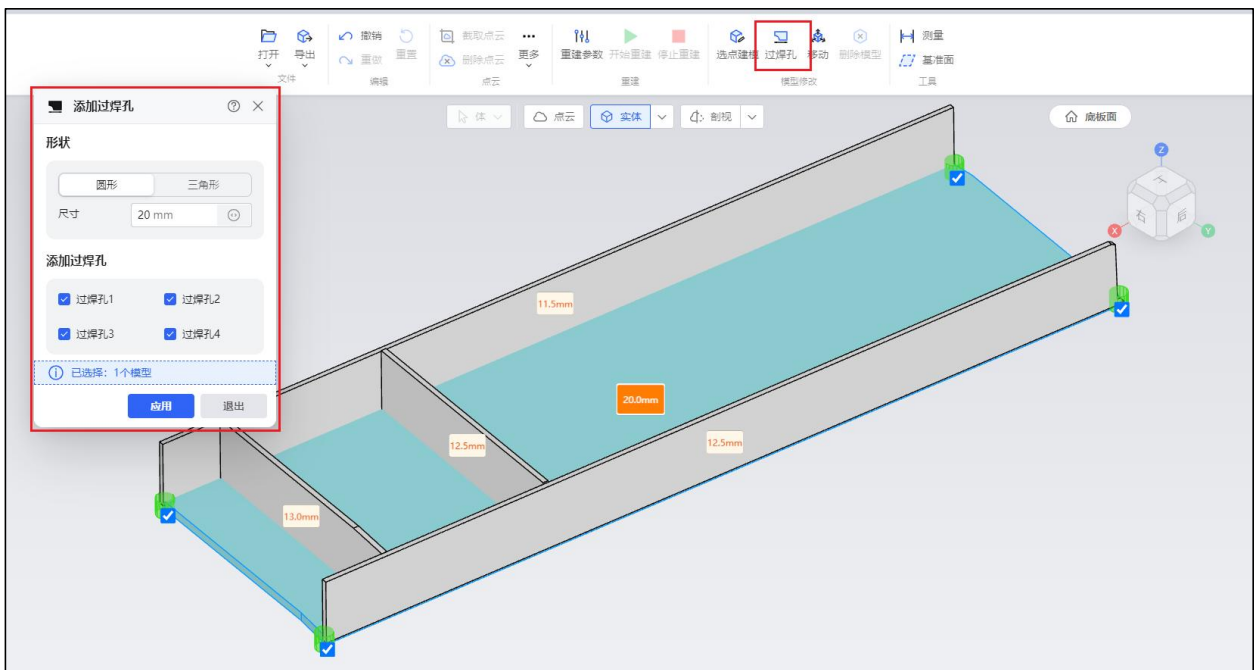 打开 导出 撤销 重置 截取点云 更多 重建参数 开始重建 停止重建 选点建模 过焊孔 移动 删除模型 测量
重做 删除点云 基准面
文件 编辑 点云 重建 模型修改 工具
添加过焊孔
体 点云 实体 剖视 底板面
形状
圆形 三角形
尺寸 20 mm
添加过焊孔
过焊孔1 过焊孔2
过焊孔3 过焊孔4
已选择：1个模型
应用 退出
Z
右 后
X Y
11.5mm
20.0mm
12.5mm
12.5mm
13.0mm